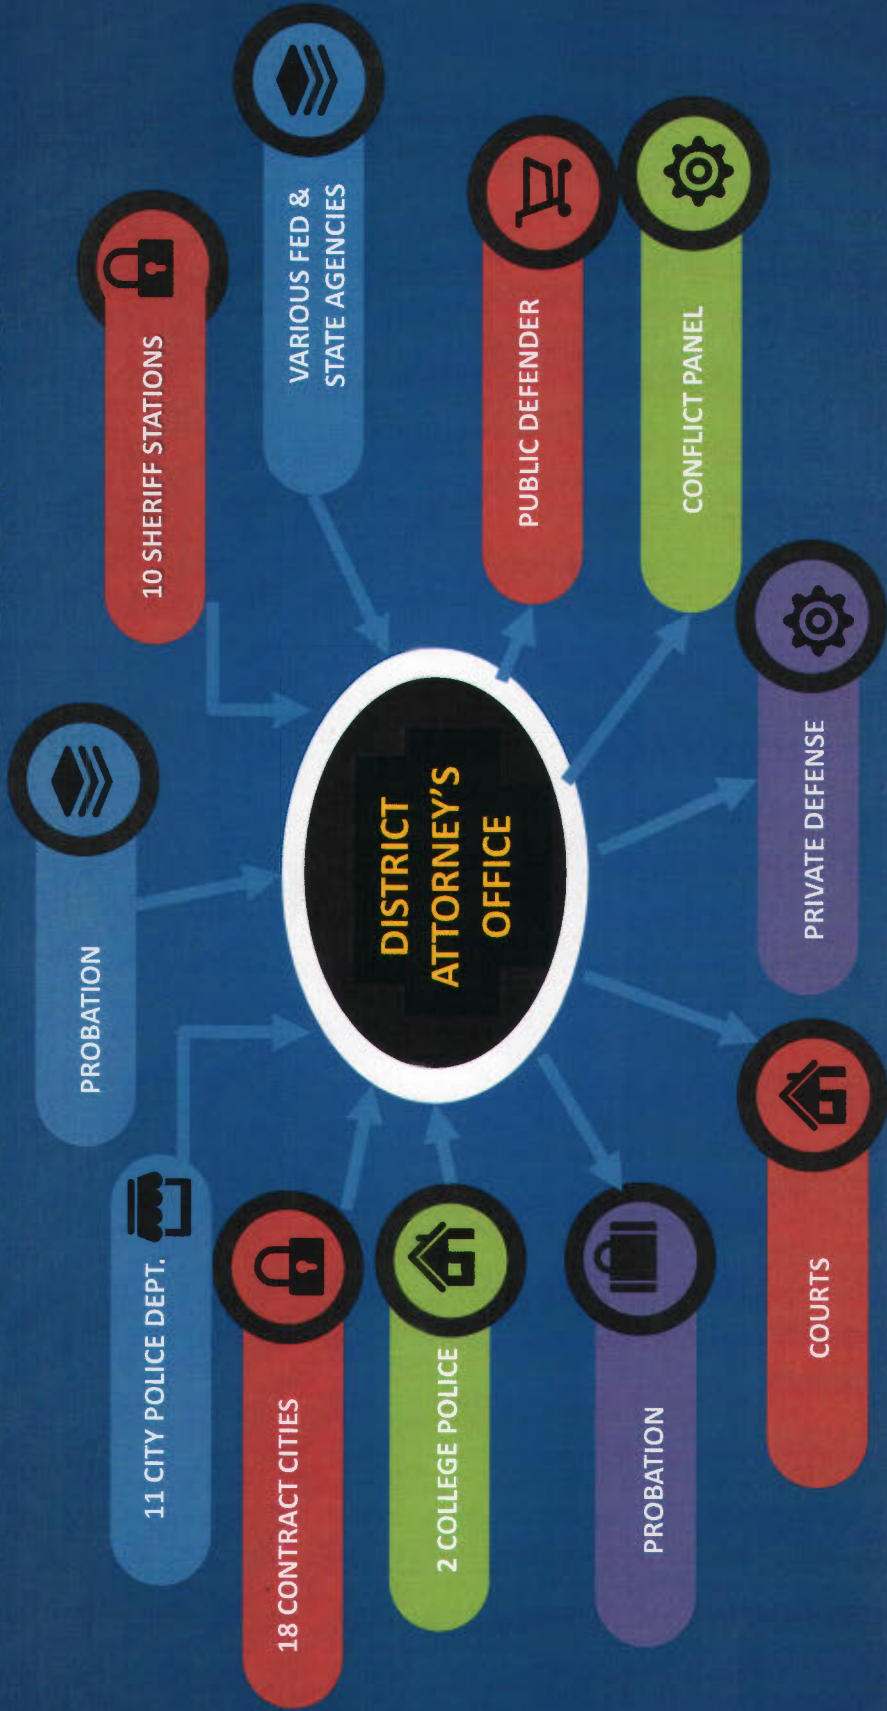 PROBATION
11 CITY POLICE DEPT.
10 SHERIFF STATIONS
18 CONTRACT CITIES
VARIOUS FED &
STATE AGENCIES
2 COLLEGE POLICE
DISTRICT
ATTORNEY'S
OFFICE
PUBLIC DEFENDER
PROBATION
CONFLICT PANEL
COURTS
PRIVATE DEFENSE